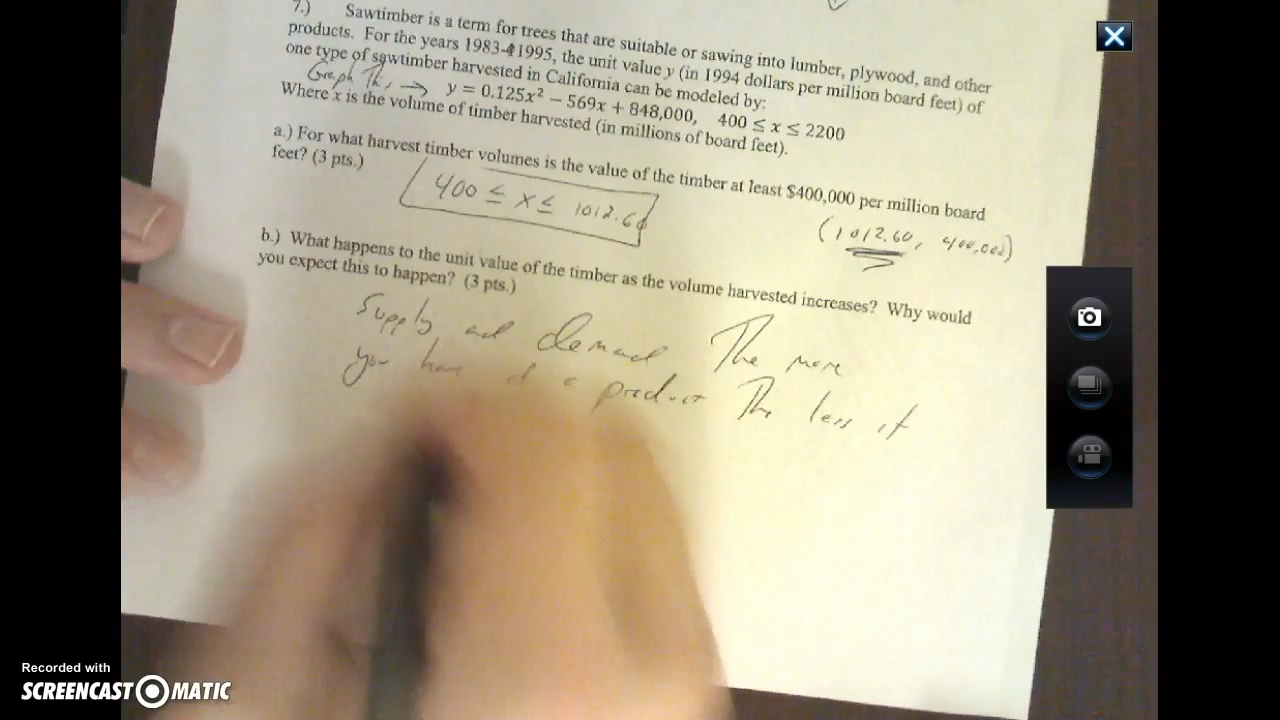 7.) Sawtimber is a term for trees that are suitable or sawing into lumber, plywood, and other
products. For the years 1983-1995, the unit value y (in 1994 dollars per million board feet) of
one type of sawtimber harvested in California can be modeled by:
Graph This → y = 0.125x² − 569x + 848,000, 400 ≤ x ≤ 2200
Where x is the volume of timber harvested (in millions of board feet).
a.) For what harvest timber volumes is the value of the timber at least $400,000 per million board
feet? (3 pts.)
400 ≤ x ≤ 1012.60
(1012.60, 400,000)
b.) What happens to the unit value of the timber as the volume harvested increases? Why would
you expect this to happen? (3 pts.)
Supply and demand The more
you have of a product The less it
Recorded with
SCREENCAST-O-MATIC